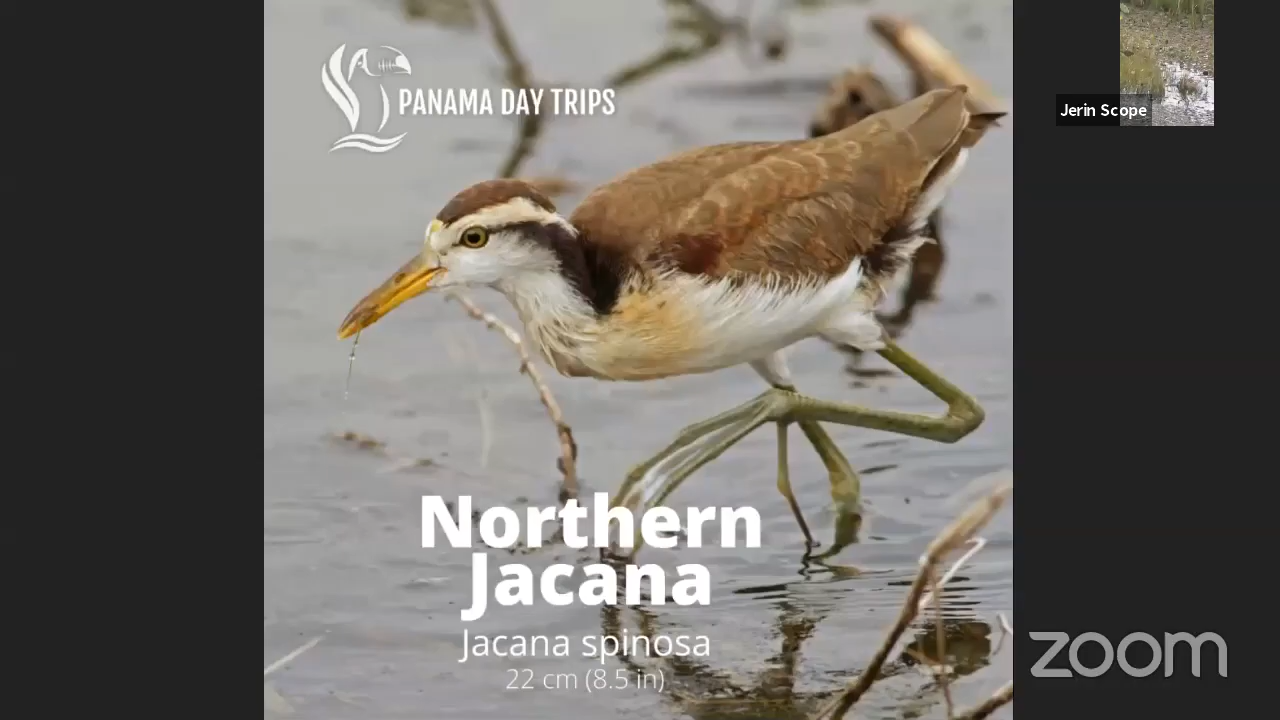 PANAMA DAY TRIPS
Jerin Scope
Northern
Jacana
Jacana spinosa
22 cm (8.5 in)
zoom